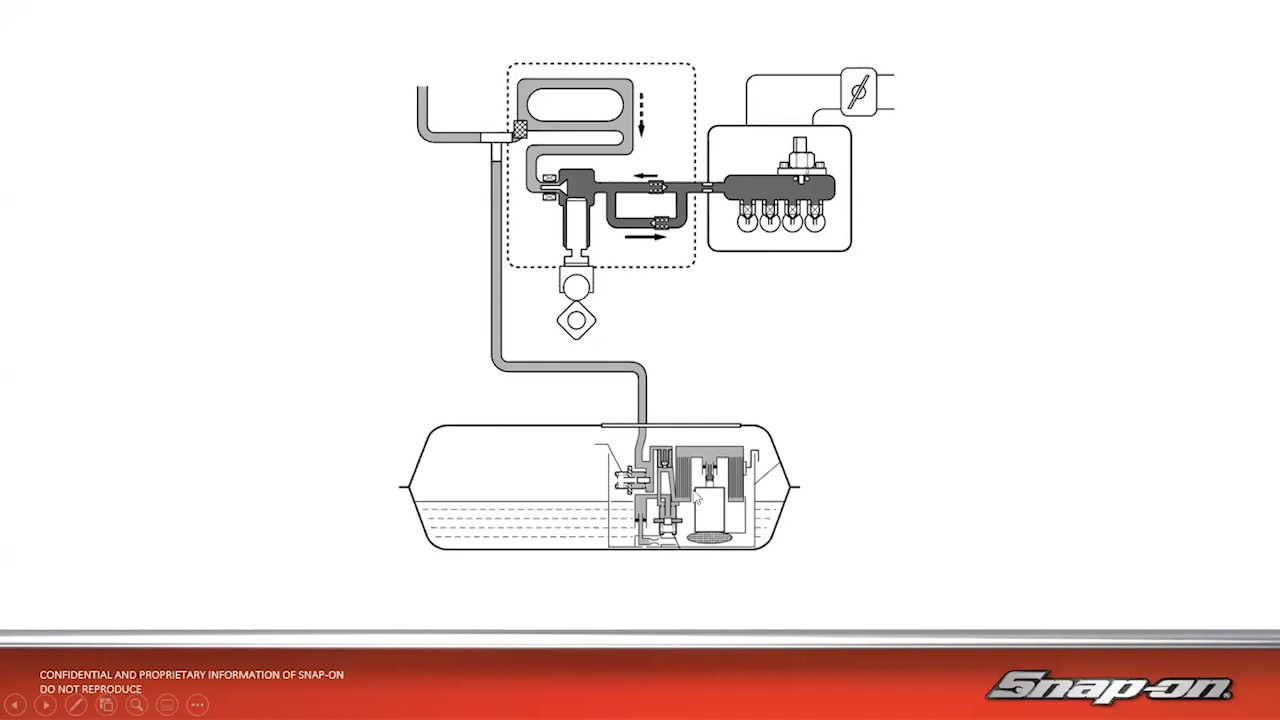 CONFIDENTIAL AND PROPRIETARY INFORMATION OF SNAP-ON
DO NOT REPRODUCE
Snap-on